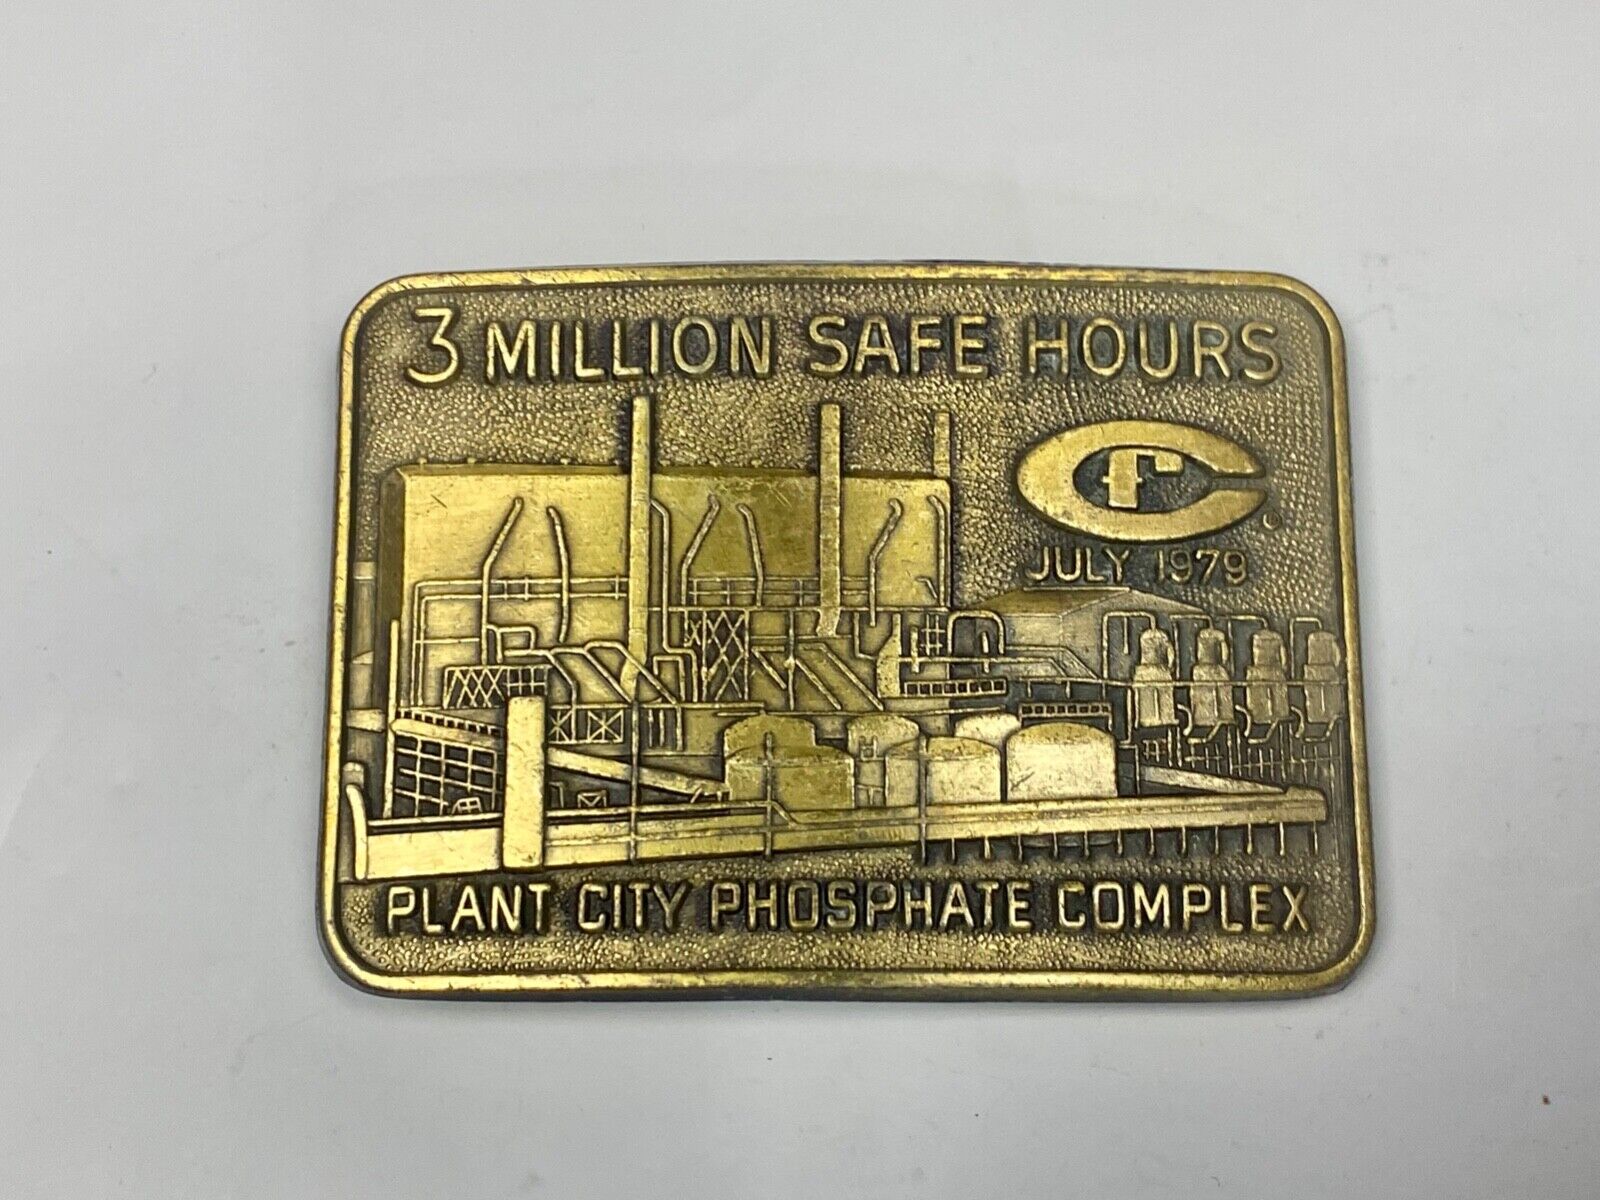 3 MILLION SAFE HOURS
Cf ®
JULY 1979
PLANT CITY PHOSPHATE COMPLEX